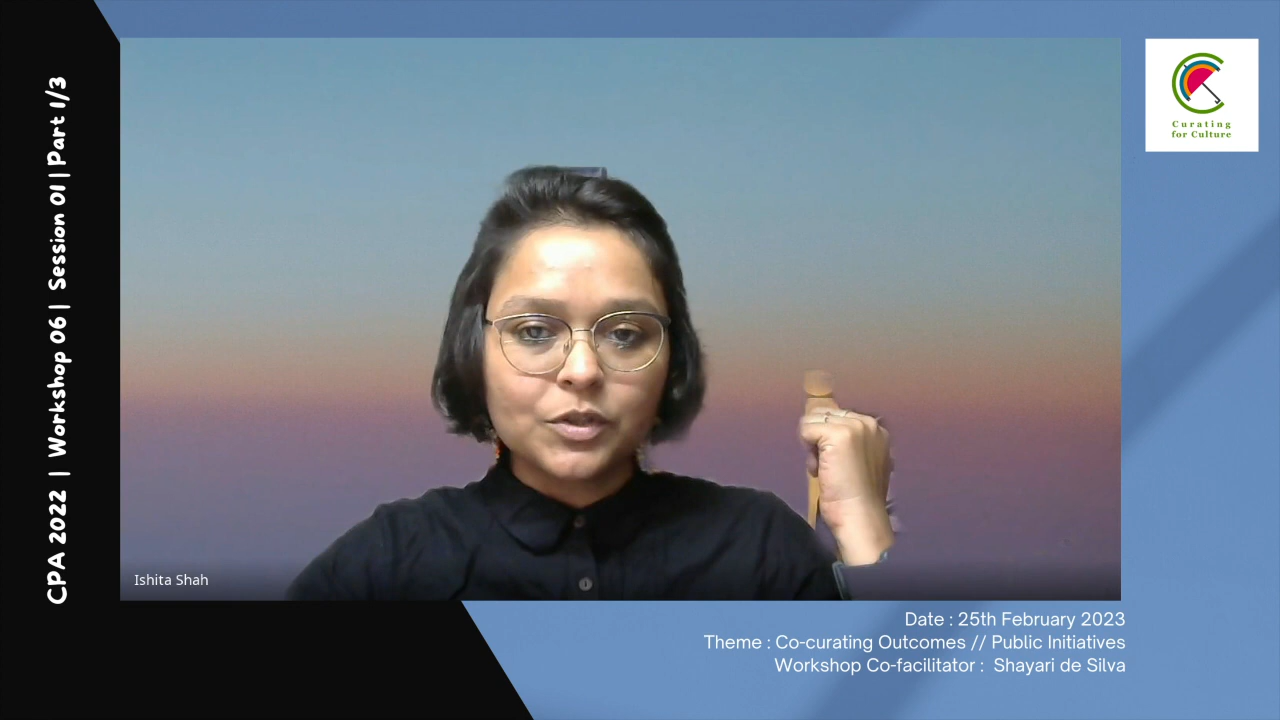 CPA 2022 | Workshop 06 | Session 01 | Part 1/3
Curating
for Culture
Ishita Shah
Date : 25th February 2023
Theme : Co-curating Outcomes // Public Initiatives
Workshop Co-facilitator : Shayari de Silva